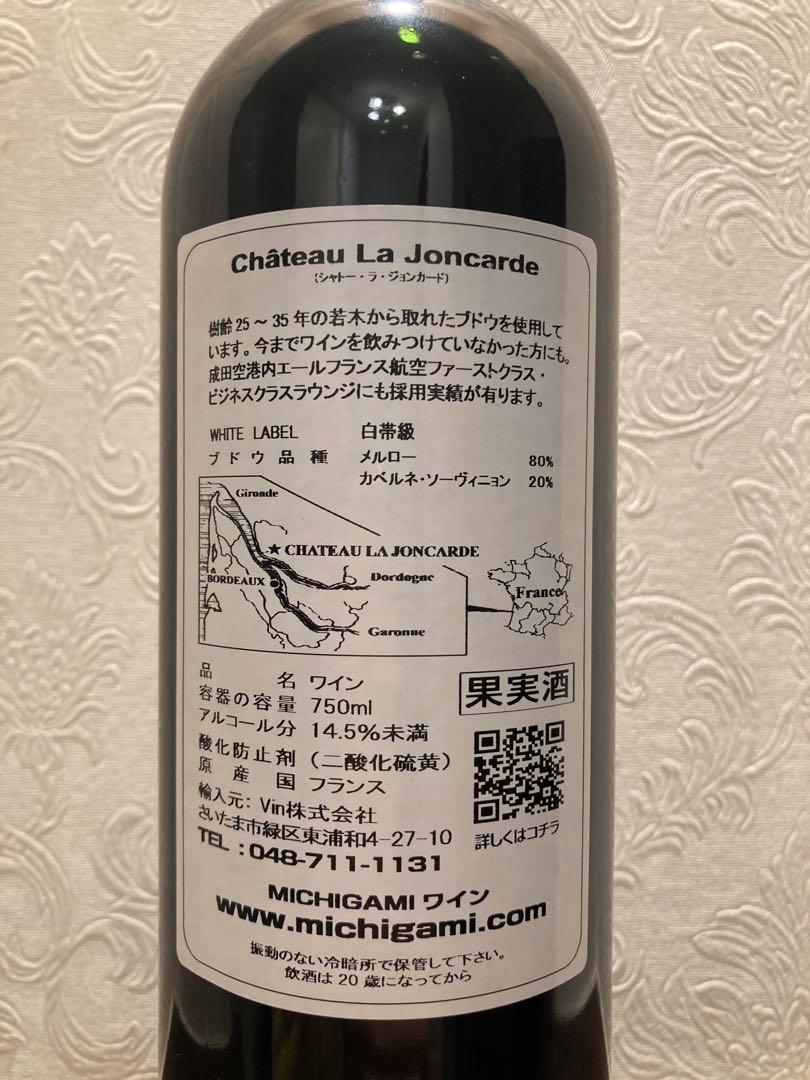 Château La Joncarde
(シャトー・ラ・ジョンカード)
樹齢25～35年の若木から取れたブドウを使用して
います。今までワインを飲みつけていなかった方にも。
成田空港内エールフランス航空ファーストクラス・
ビジネスクラスラウンジにも採用実績が有ります。
WHITE LABEL 白帯級
ブドウ品種 メルロー 80%
カベルネ・ソーヴィニョン 20%
Gironde
★CHATEAU LA JONCARDE
BORDEAUX
Dordogne
France
Garonne
品名 ワイン
容器の容量 750ml
アルコール分 14.5%未満
酸化防止剤（二酸化硫黄）
原産国 フランス
輸入元：Vin株式会社
さいたま市緑区東浦和4-27-10
TEL：048-711-1131
果実酒
詳しくはコチラ
MICHIGAMI ワイン
www.michigami.com
振動のない冷暗所で保管して下さい。
飲酒は20歳になってから